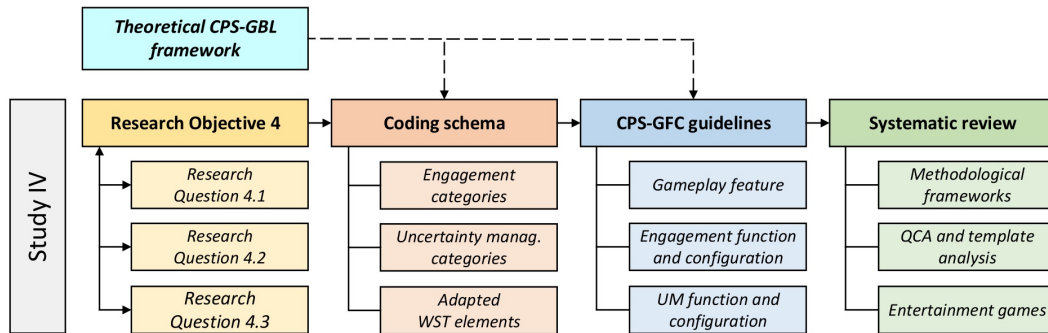 Theoretical CPS-GBL
framework
Study IV
Research Objective 4
Research
Question 4.1
Research
Question 4.2
Research
Question 4.3
Coding schema
Engagement
categories
Uncertainty manag.
categories
Adapted
WST elements
CPS-GFC guidelines
Gameplay feature
Engagement function
and configuration
UM function and
configuration
Systematic review
Methodological
frameworks
QCA and template
analysis
Entertainment games